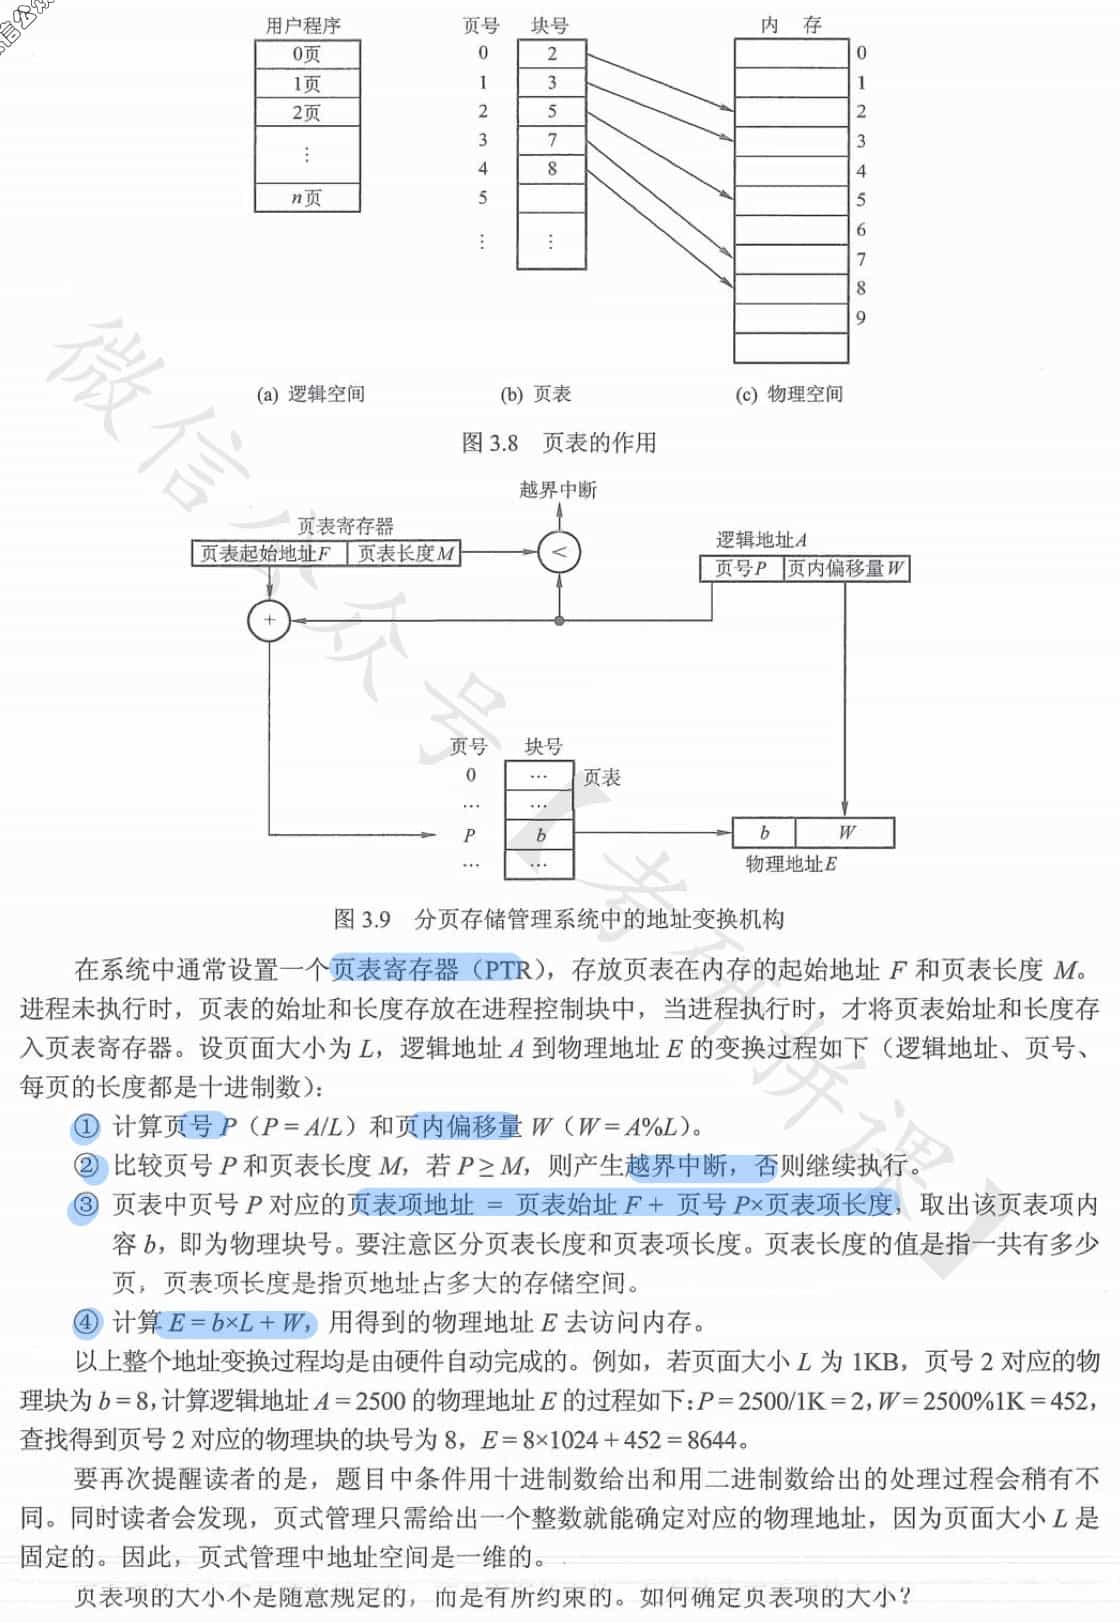 用户程序
0页
1页
2页
⋮
n页
页号 块号
0 2
1 3
2 5
3 7
4 8
5
⋮ ⋮
内 存
0
1
2
3
4
5
6
7
8
9
(a) 逻辑空间 (b) 页表 (c) 物理空间
图 3.8 页表的作用
越界中断
页表寄存器
页表起始地址F 页表长度M
<
逻辑地址A
页号P 页内偏移量W
+
页号 块号
0 … 页表
… …
P b
… …
b W
物理地址E
图 3.9 分页存储管理系统中的地址变换机构
在系统中通常设置一个页表寄存器（PTR），存放页表在内存的起始地址 F 和页表长度 M。
进程未执行时，页表的始址和长度存放在进程控制块中，当进程执行时，才将页表始址和长度存
入页表寄存器。设页面大小为 L，逻辑地址 A 到物理地址 E 的变换过程如下（逻辑地址、页号、
每页的长度都是十进制数）：
① 计算页号 P（P = A/L）和页内偏移量 W（W = A%L）。
② 比较页号 P 和页表长度 M，若 P ≥ M，则产生越界中断，否则继续执行。
③ 页表中页号 P 对应的页表项地址 = 页表始址 F + 页号 P×页表项长度，取出该页表项内
容 b，即为物理块号。要注意区分页表长度和页表项长度。页表长度的值是指一共有多少
页，页表项长度是指页地址占多大的存储空间。
④ 计算 E = b×L + W，用得到的物理地址 E 去访问内存。
以上整个地址变换过程均是由硬件自动完成的。例如，若页面大小 L 为 1KB，页号 2 对应的物
理块为 b = 8，计算逻辑地址 A = 2500 的物理地址 E 的过程如下：P = 2500/1K = 2，W = 2500%1K = 452，
查找得到页号 2 对应的物理块的块号为 8，E = 8×1024 + 452 = 8644。
要再次提醒读者的是，题目中条件用十进制数给出和用二进制数给出的处理过程会稍有不
同。同时读者会发现，页式管理只需给出一个整数就能确定对应的物理地址，因为页面大小 L 是
固定的。因此，页式管理中地址空间是一维的。
页表项的大小不是随意规定的，而是有所约束的。如何确定页表项的大小？
微信公众号【考研拼课】
信公众